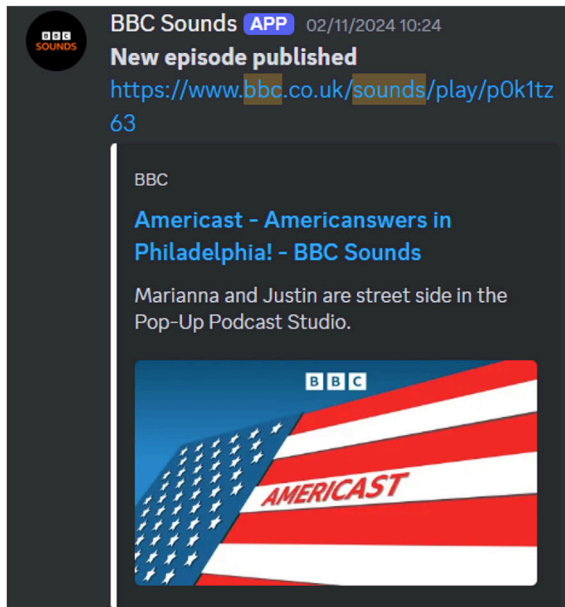 BBC
SOUNDS
BBC Sounds APP 02/11/2024 10:24
New episode published
https://www.bbc.co.uk/sounds/play/p0k1tz
63
BBC
Americast - Americanswers in
Philadelphia! - BBC Sounds
Marianna and Justin are street side in the
Pop-Up Podcast Studio.
BBC
AMERICAST